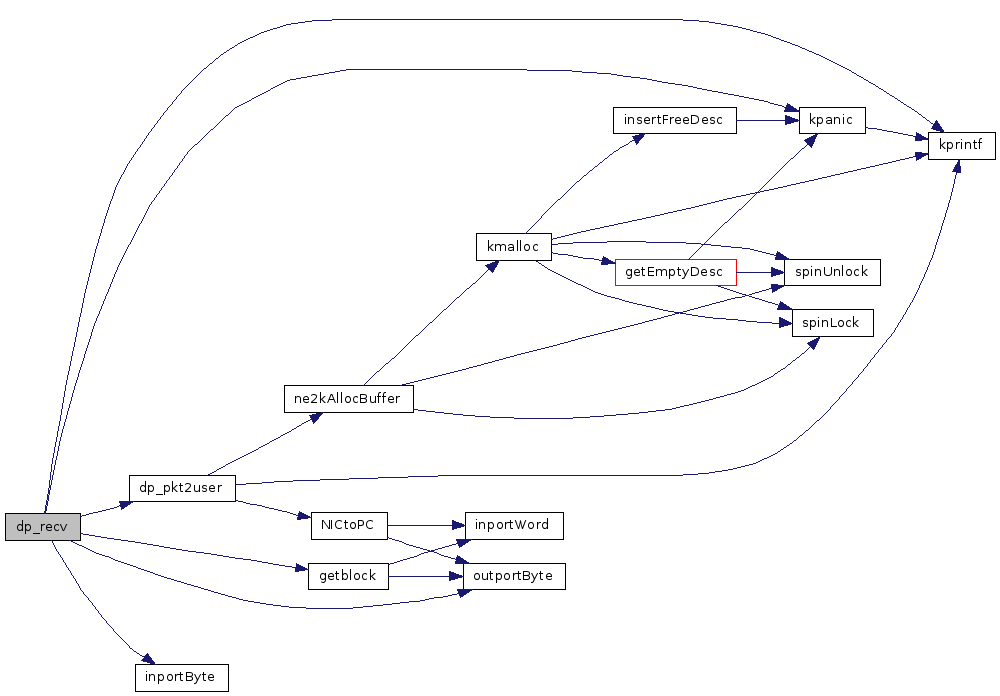 insertFreeDesc
kpanic
kprintf
kmalloc
getEmptyDesc
spinUnlock
spinLock
ne2kAllocBuffer
dp_pkt2user
dp_recv
NICtoPC
inportWord
getblock
outportByte
inportByte